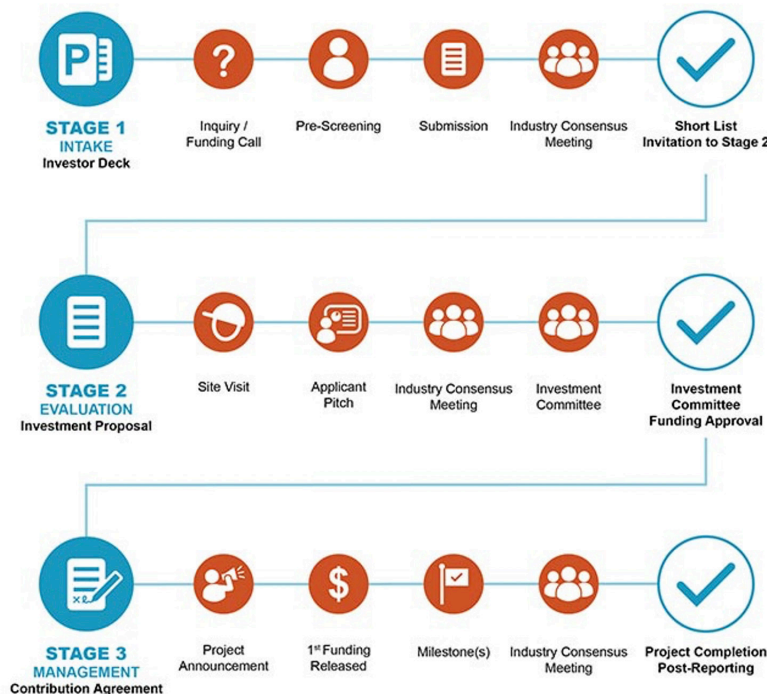 P
STAGE 1
INTAKE
Investor Deck
?
Inquiry /
Funding Call
Pre-Screening
Submission
Industry Consensus
Meeting
Short List
Invitation to Stage 2
STAGE 2
EVALUATION
Investment Proposal
Site Visit
Applicant
Pitch
Industry Consensus
Meeting
Investment
Committee
Investment
Committee
Funding Approval
STAGE 3
MANAGEMENT
Contribution Agreement
Project
Announcement
$
1st Funding
Released
Milestone(s)
Industry Consensus
Meeting
Project Completion
Post-Reporting